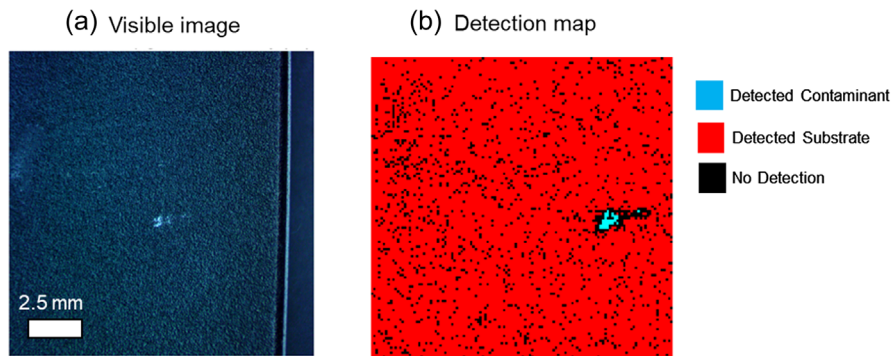 (a) Visible image
(b) Detection map
2.5 mm
Detected Contaminant
Detected Substrate
No Detection